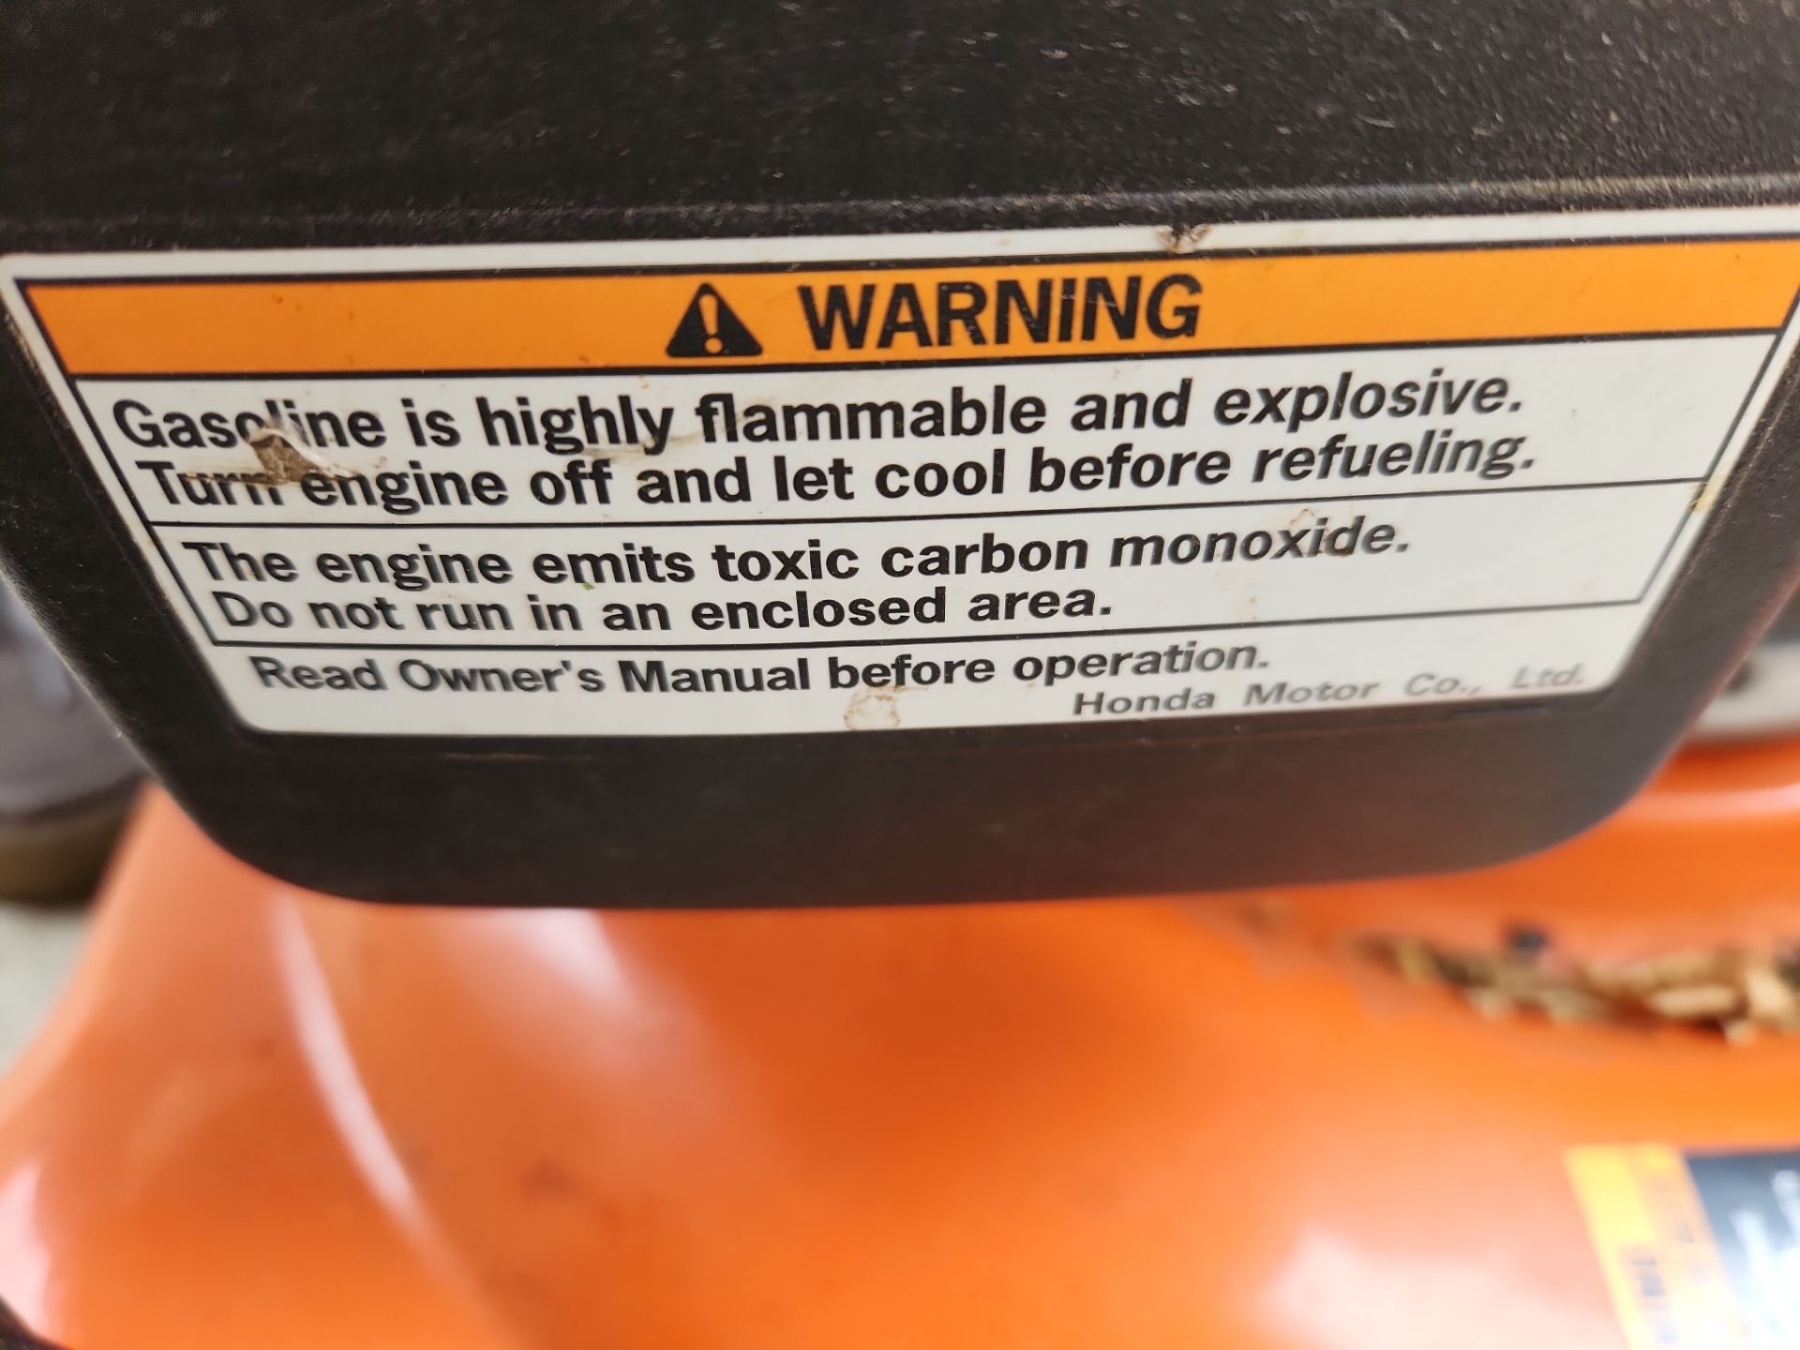 WARNING
Gasoline is highly flammable and explosive.
Turn engine off and let cool before refueling.
The engine emits toxic carbon monoxide.
Do not run in an enclosed area.
Read Owner's Manual before operation.
Honda Motor Co., Ltd.